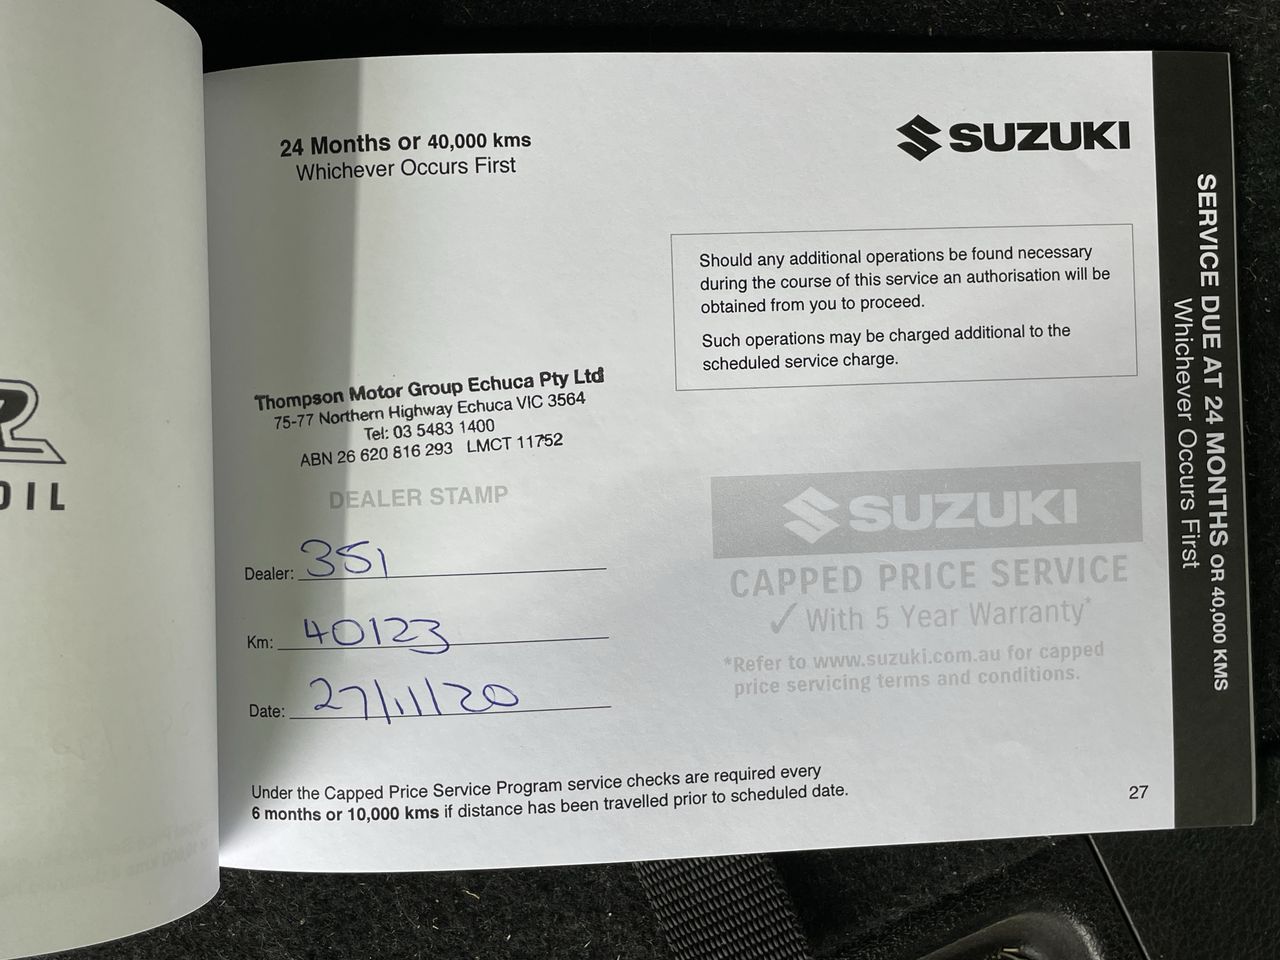 24 Months or 40,000 kms
Whichever Occurs First
SUZUKI
Should any additional operations be found necessary
during the course of this service an authorisation will be
obtained from you to proceed.
Such operations may be charged additional to the
scheduled service charge.
Thompson Motor Group Echuca Pty Ltd
75-77 Northern Highway Echuca VIC 3564
Tel: 03 5483 1400
ABN 26 620 816 293 LMCT 11752
DEALER STAMP
Dealer: 351
Km: 40123
Date: 27/11/20
SUZUKI
CAPPED PRICE SERVICE
✓ With 5 Year Warranty*
*Refer to www.suzuki.com.au for capped
price servicing terms and conditions.
Under the Capped Price Service Program service checks are required every
6 months or 10,000 kms if distance has been travelled prior to scheduled date.
27
SERVICE DUE AT 24 MONTHS OR 40,000 KMS
Whichever Occurs First
OIL